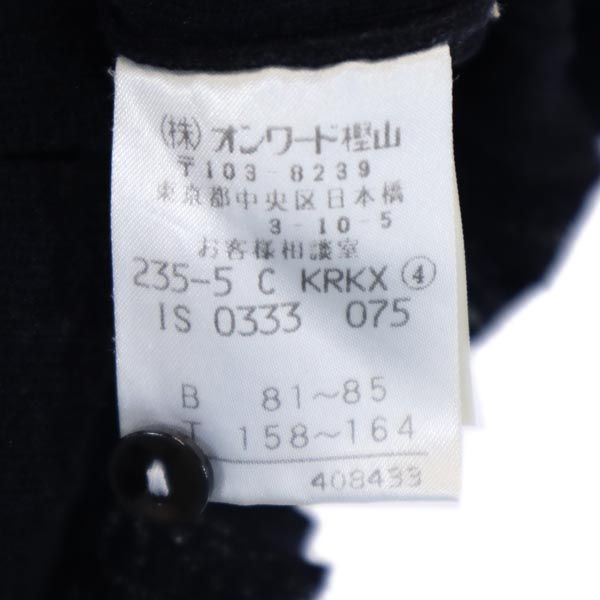 (株)オンワード樫山
〒103-8239
東京都中央区日本橋
3-10-5
お客様相談室
235-5 C KRKX ④
IS 0333 075
B 81～85
T 158～164
408433